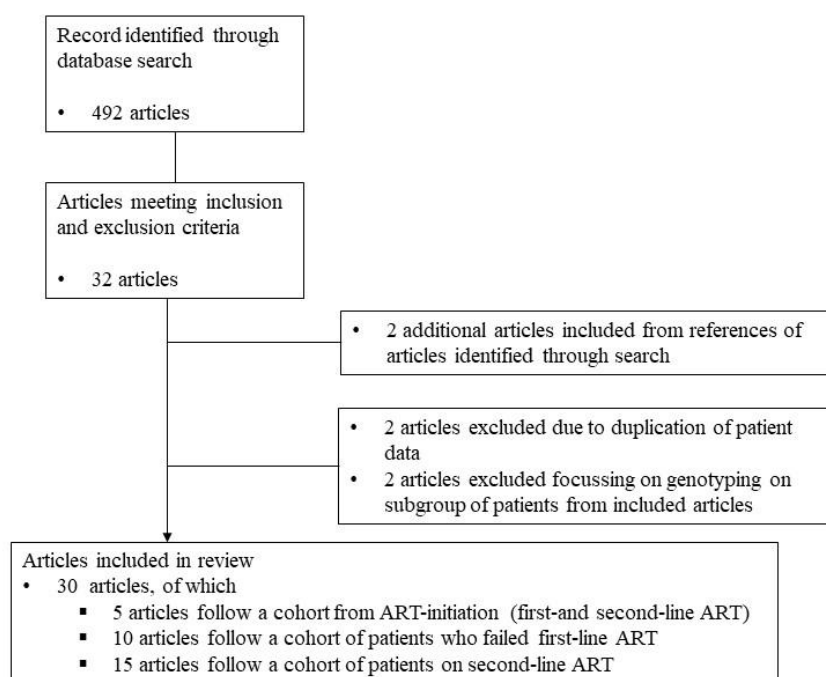 Record identified through
database search
• 492 articles
Articles meeting inclusion
and exclusion criteria
• 32 articles
• 2 additional articles included from references of
articles identified through search
• 2 articles excluded due to duplication of patient
data
• 2 articles excluded focussing on genotyping on
subgroup of patients from included articles
Articles included in review
• 30 articles, of which
▪ 5 articles follow a cohort from ART-initiation (first-and second-line ART)
▪ 10 articles follow a cohort of patients who failed first-line ART
▪ 15 articles follow a cohort of patients on second-line ART